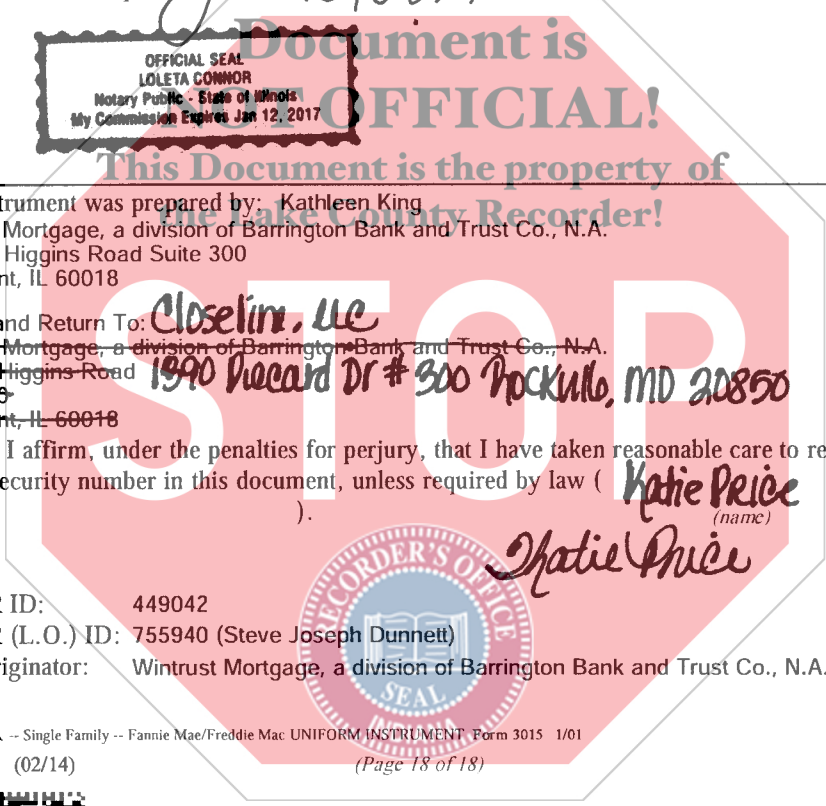 Document is
OFFICIAL SEAL
LOLETA CONNOR
Notary Public - State of Illinois
My Commission Expires Jan 12, 2017
NOT OFFICIAL!
This Document is the property of
the Lake County Recorder!
trument was prepared by: Kathleen King
Mortgage, a division of Barrington Bank and Trust Co., N.A.
Higgins Road Suite 300
nt, IL 60018
and Return To: Closeline, LLC
Mortgage, a division of Barrington Bank and Trust Co., N.A.
Higgins Road 1390 Piccard Dr # 300 Rockville, MD 20850
nt, IL 60018
I affirm, under the penalties for perjury, that I have taken reasonable care to re
ecurity number in this document, unless required by law ( Katie Price
(name)
).
Katie Price
STOP
ID: 449042
(L.O.) ID: 755940 (Steve Joseph Dunnett)
iginator: Wintrust Mortgage, a division of Barrington Bank and Trust Co., N.A.
RECORDER'S OFFICE
SEAL
INDIANA
-- Single Family -- Fannie Mae/Freddie Mac UNIFORM INSTRUMENT Form 3015 1/01
(02/14)
(Page 18 of 18)